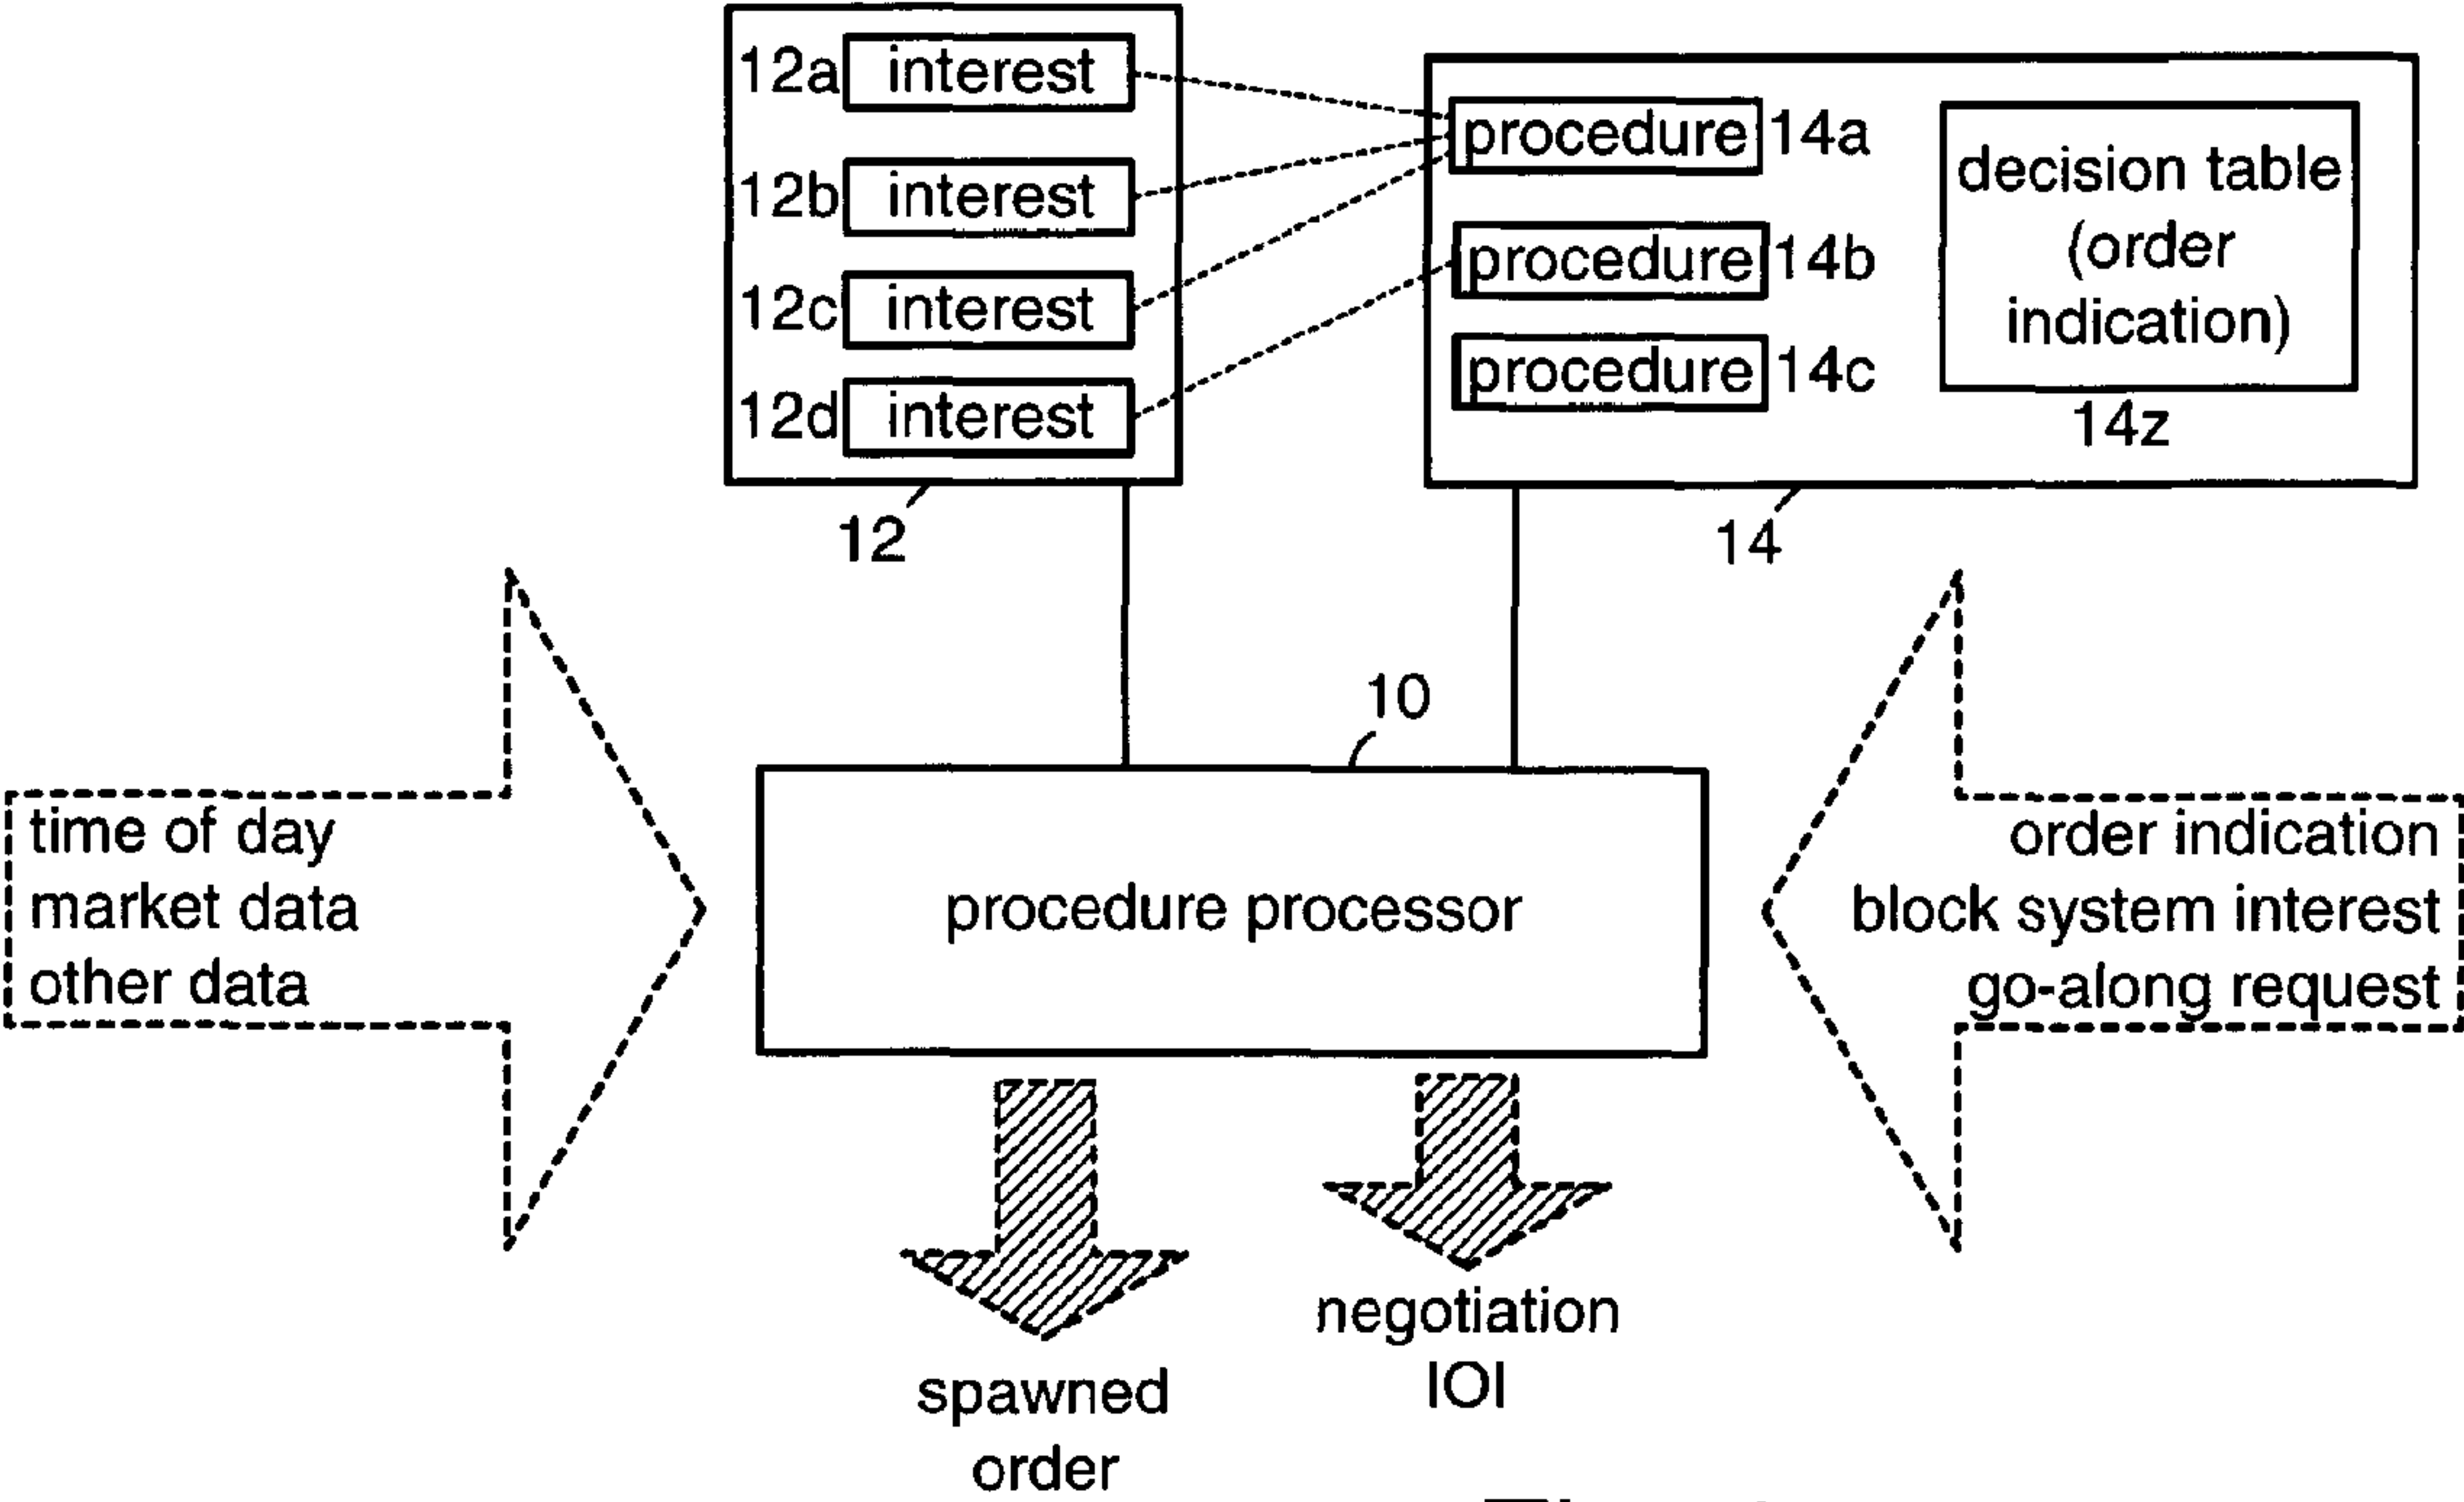 12a interest
12b interest
12c interest
12d interest
12
procedure 14a
procedure 14b
procedure 14c
decision table
(order
indication)
14z
14
10
time of day
market data
other data
procedure processor
order indication
block system interest
go-along request
spawned
order
negotiation
IOI